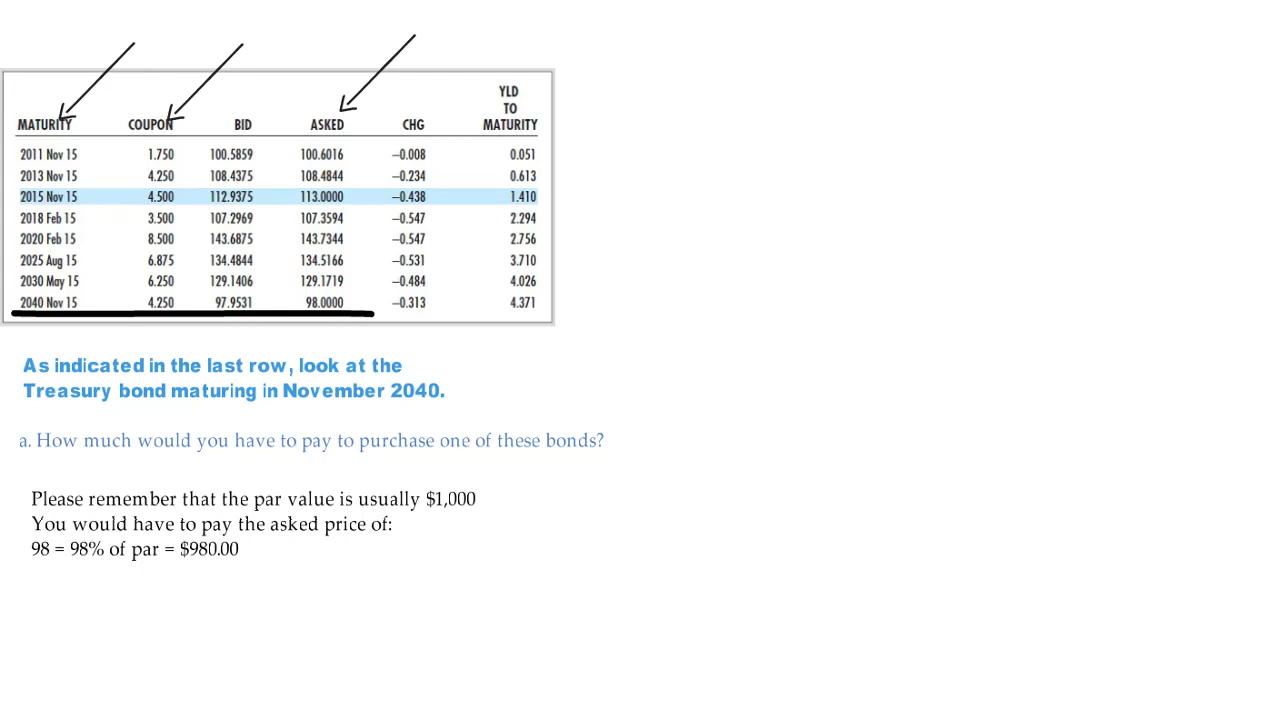 YLD
TO
MATURITY COUPON BID ASKED CHG MATURITY
2011 Nov 15 1.750 100.5859 100.6016 –0.008 0.051
2013 Nov 15 4.250 108.4375 108.4844 –0.234 0.613
2015 Nov 15 4.500 112.9375 113.0000 –0.438 1.410
2018 Feb 15 3.500 107.2969 107.3594 –0.547 2.294
2020 Feb 15 8.500 143.6875 143.7344 –0.547 2.756
2025 Aug 15 6.875 134.4844 134.5166 –0.531 3.710
2030 May 15 6.250 129.1406 129.1719 –0.484 4.026
2040 Nov 15 4.250 97.9531 98.0000 –0.313 4.371
As indicated in the last row, look at the
Treasury bond maturing in November 2040.
a. How much would you have to pay to purchase one of these bonds?
Please remember that the par value is usually $1,000
You would have to pay the asked price of:
98 = 98% of par = $980.00